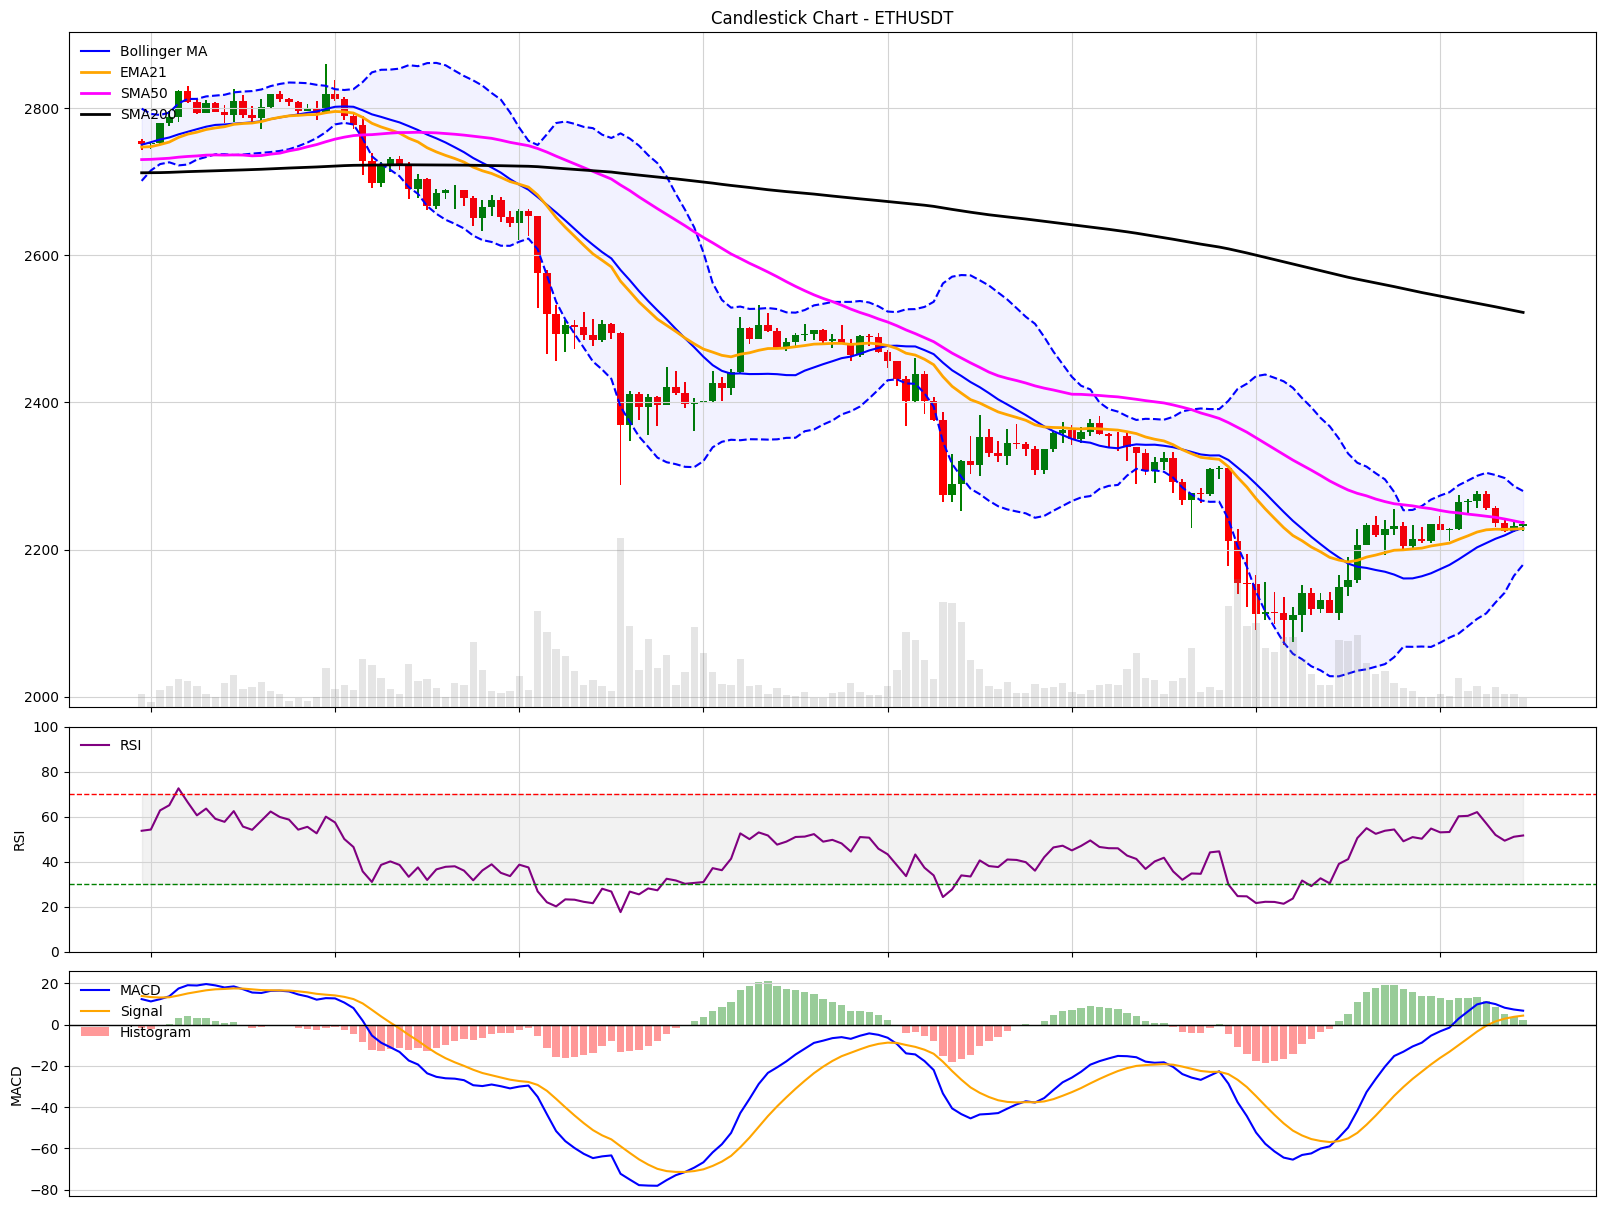 Candlestick Chart - ETHUSDT
Bollinger MA
EMA21
SMA50
SMA200
2800
2600
2400
2200
2000
RSI
RSI
100
80
60
40
20
0
MACD
Signal
Histogram
MACD
20
0
−20
−40
−60
−80